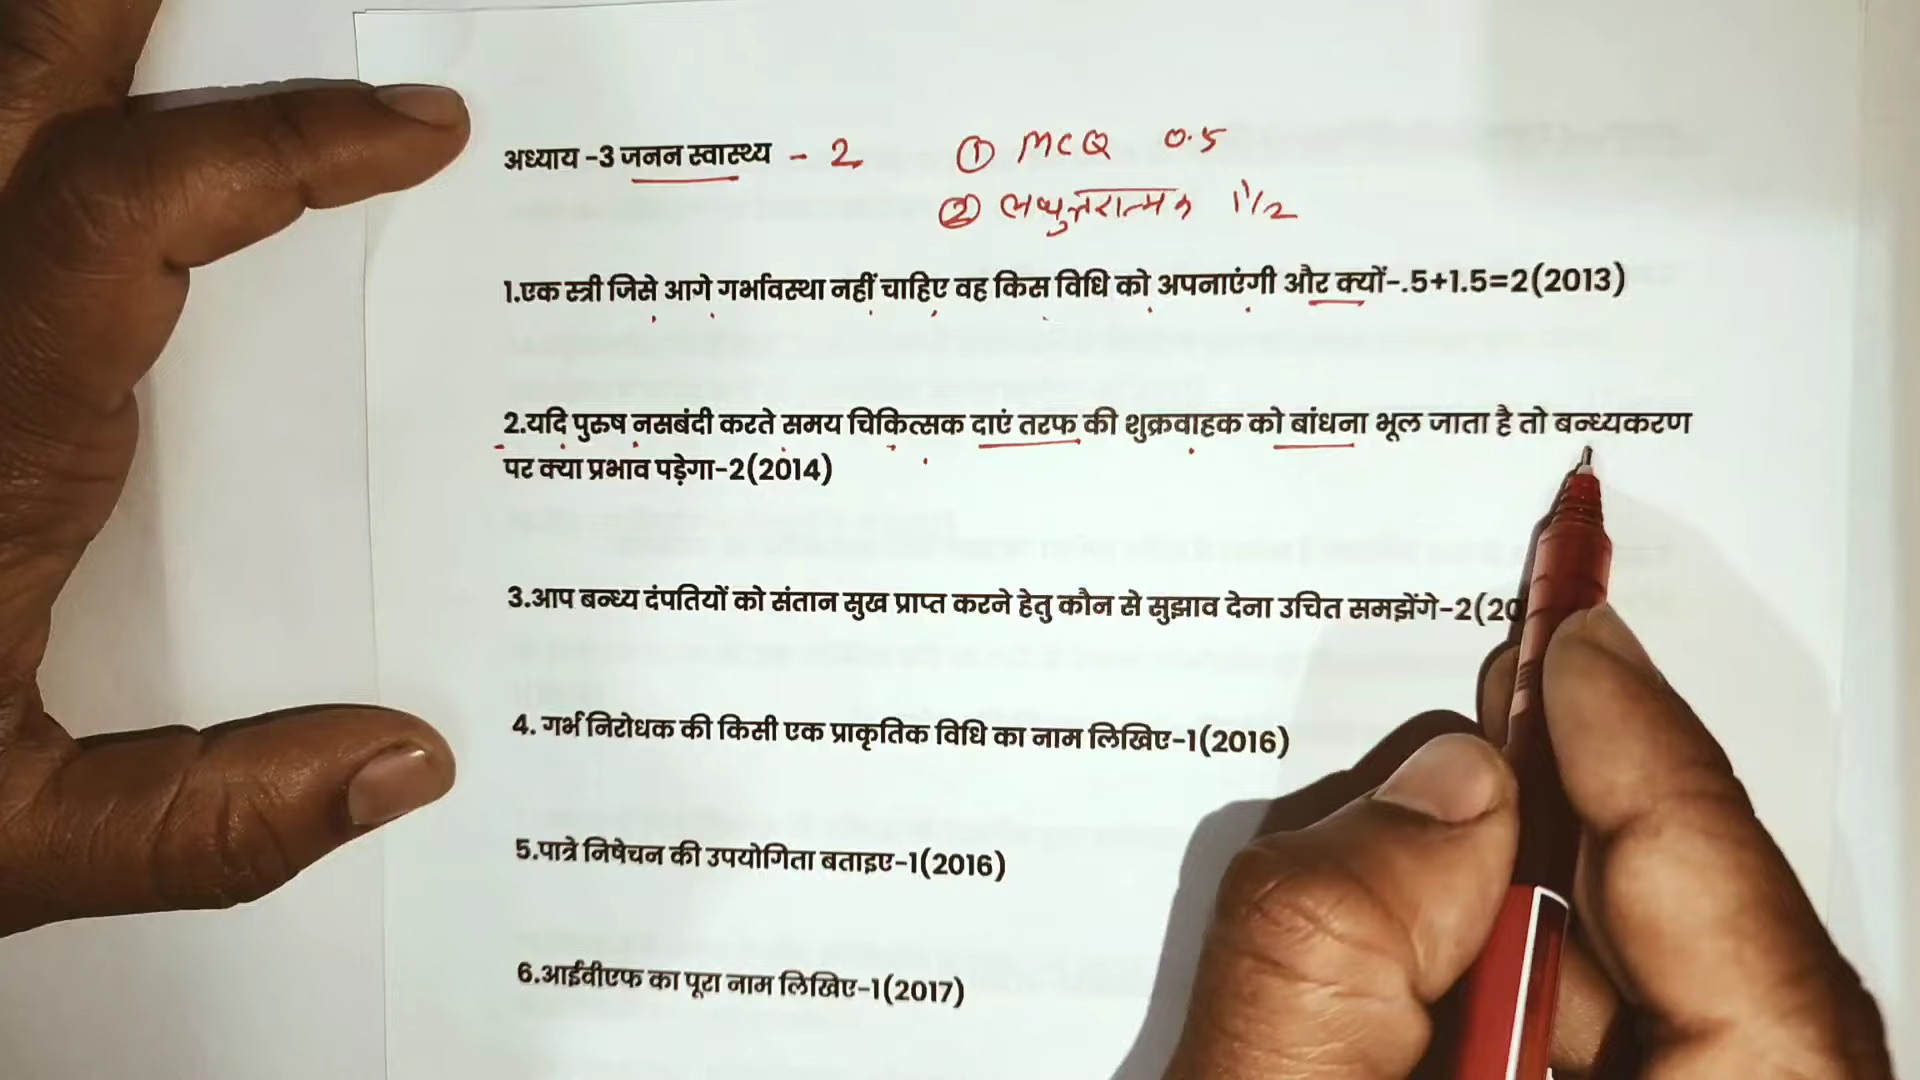 अध्याय -3 जनन स्वास्थ्य - 2 ① MCQ 0.5
② लघुत्तरात्मक 1½
1.एक स्त्री जिसे आगे गर्भावस्था नहीं चाहिए वह किस विधि को अपनाएंगी और क्यों-.5+1.5=2(2013)
2.यदि पुरुष नसबंदी करते समय चिकित्सक दाएं तरफ की शुक्रवाहक को बांधना भूल जाता है तो बन्ध्यकरण
पर क्या प्रभाव पड़ेगा-2(2014)
3.आप बन्ध्य दंपतियों को संतान सुख प्राप्त करने हेतु कौन से सुझाव देना उचित समझेंगे-2(20
4. गर्भ निरोधक की किसी एक प्राकृतिक विधि का नाम लिखिए-1(2016)
5.पात्रे निषेचन की उपयोगिता बताइए-1(2016)
6.आईवीएफ का पूरा नाम लिखिए-1(2017)